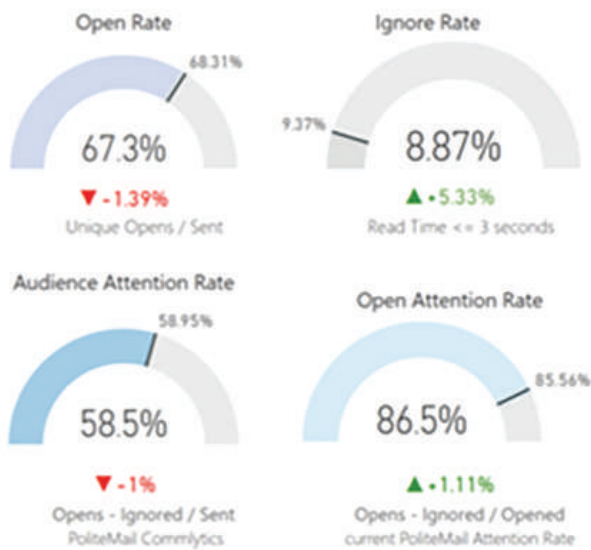 Open Rate
68.31%
67.3%
▼ -1.39%
Unique Opens / Sent
Ignore Rate
9.37%
8.87%
▲ +5.33%
Read Time <= 3 seconds
Audience Attention Rate
58.95%
58.5%
▼ -1%
Opens - Ignored / Sent
PoliteMail Commlytics
Open Attention Rate
85.56%
86.5%
▲ +1.11%
Opens - Ignored / Opened
current PoliteMail Attention Rate